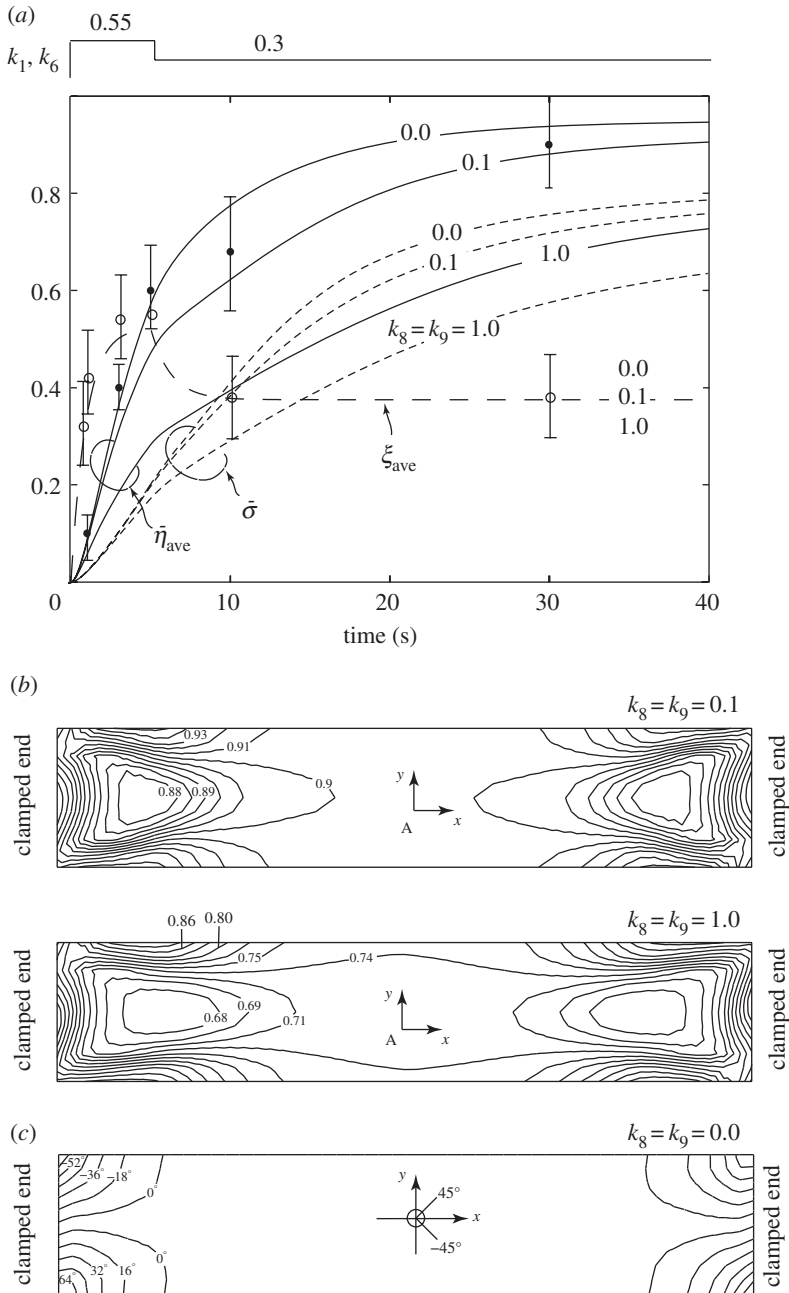 (a)
0.55
0.3
k₁, k₆
0.0
0.1
0.8
0.0
0.1
1.0
0.6
k₈ = k₉ = 1.0
0.0
0.1
1.0
0.4
ξ_ave
0.2
η̄_ave
σ̄
0
10
20
30
40
time (s)
(b)
k₈ = k₉ = 0.1
clamped end
0.93
0.91
0.88
0.89
0.9
y
A
x
clamped end
0.86
0.80
k₈ = k₉ = 1.0
clamped end
0.75
0.74
0.68
0.69
0.71
y
A
x
clamped end
(c)
k₈ = k₉ = 0.0
clamped end
−52°
−36°
−18°
0°
y
45°
x
−45°
0°
64°
32°
16°
clamped end